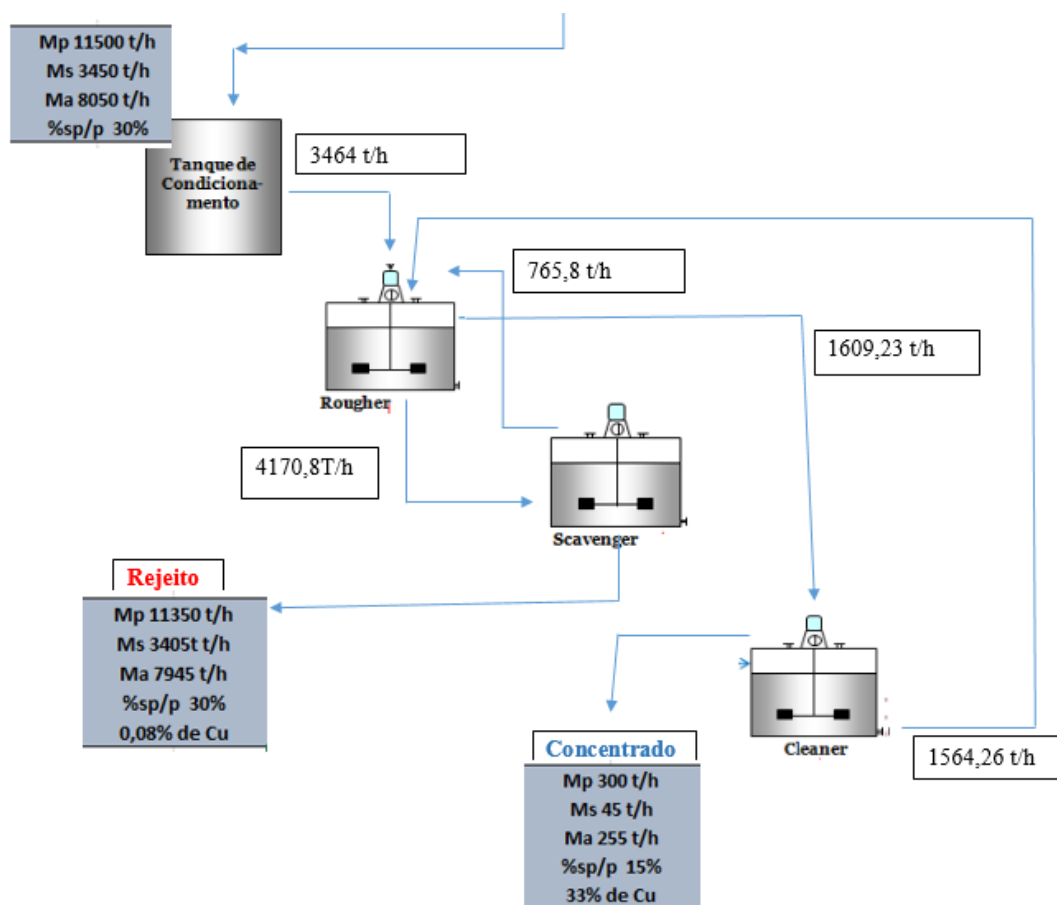 Mp 11500 t/h
Ms 3450 t/h
Ma 8050 t/h
%sp/p 30%
Tanque de
Condiciona-
mento
3464 t/h
765,8 t/h
1609,23 t/h
Rougher
4170,8T/h
Scavenger
Rejeito
Mp 11350 t/h
Ms 3405t t/h
Ma 7945 t/h
%sp/p 30%
0,08% de Cu
Cleaner
1564,26 t/h
Concentrado
Mp 300 t/h
Ms 45 t/h
Ma 255 t/h
%sp/p 15%
33% de Cu